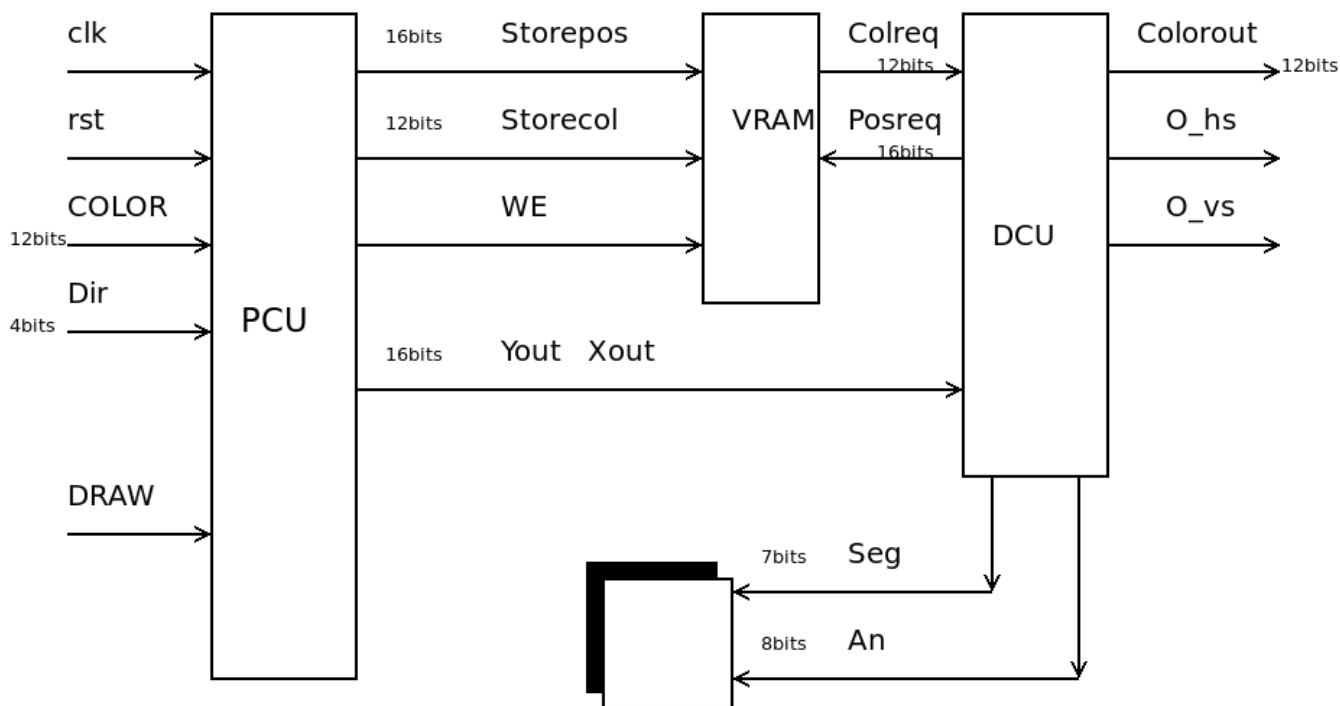 clk 16bits Storepos Colreq Colorout
12bits 12bits
rst 12bits Storecol VRAM Posreq O_hs
16bits
COLOR WE O_vs
12bits DCU
Dir
4bits PCU
16bits Yout Xout
DRAW
7bits Seg
8bits An